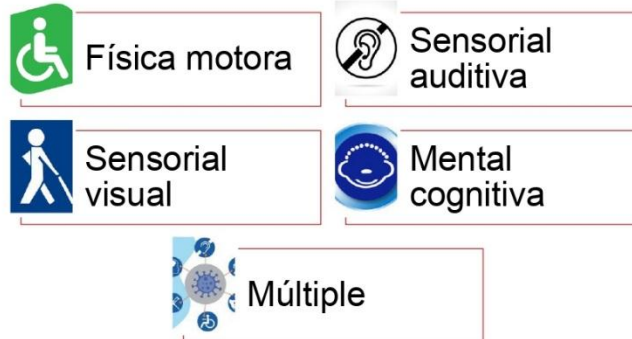 Física motora
Sensorial
auditiva
Sensorial
visual
Mental
cognitiva
Múltiple